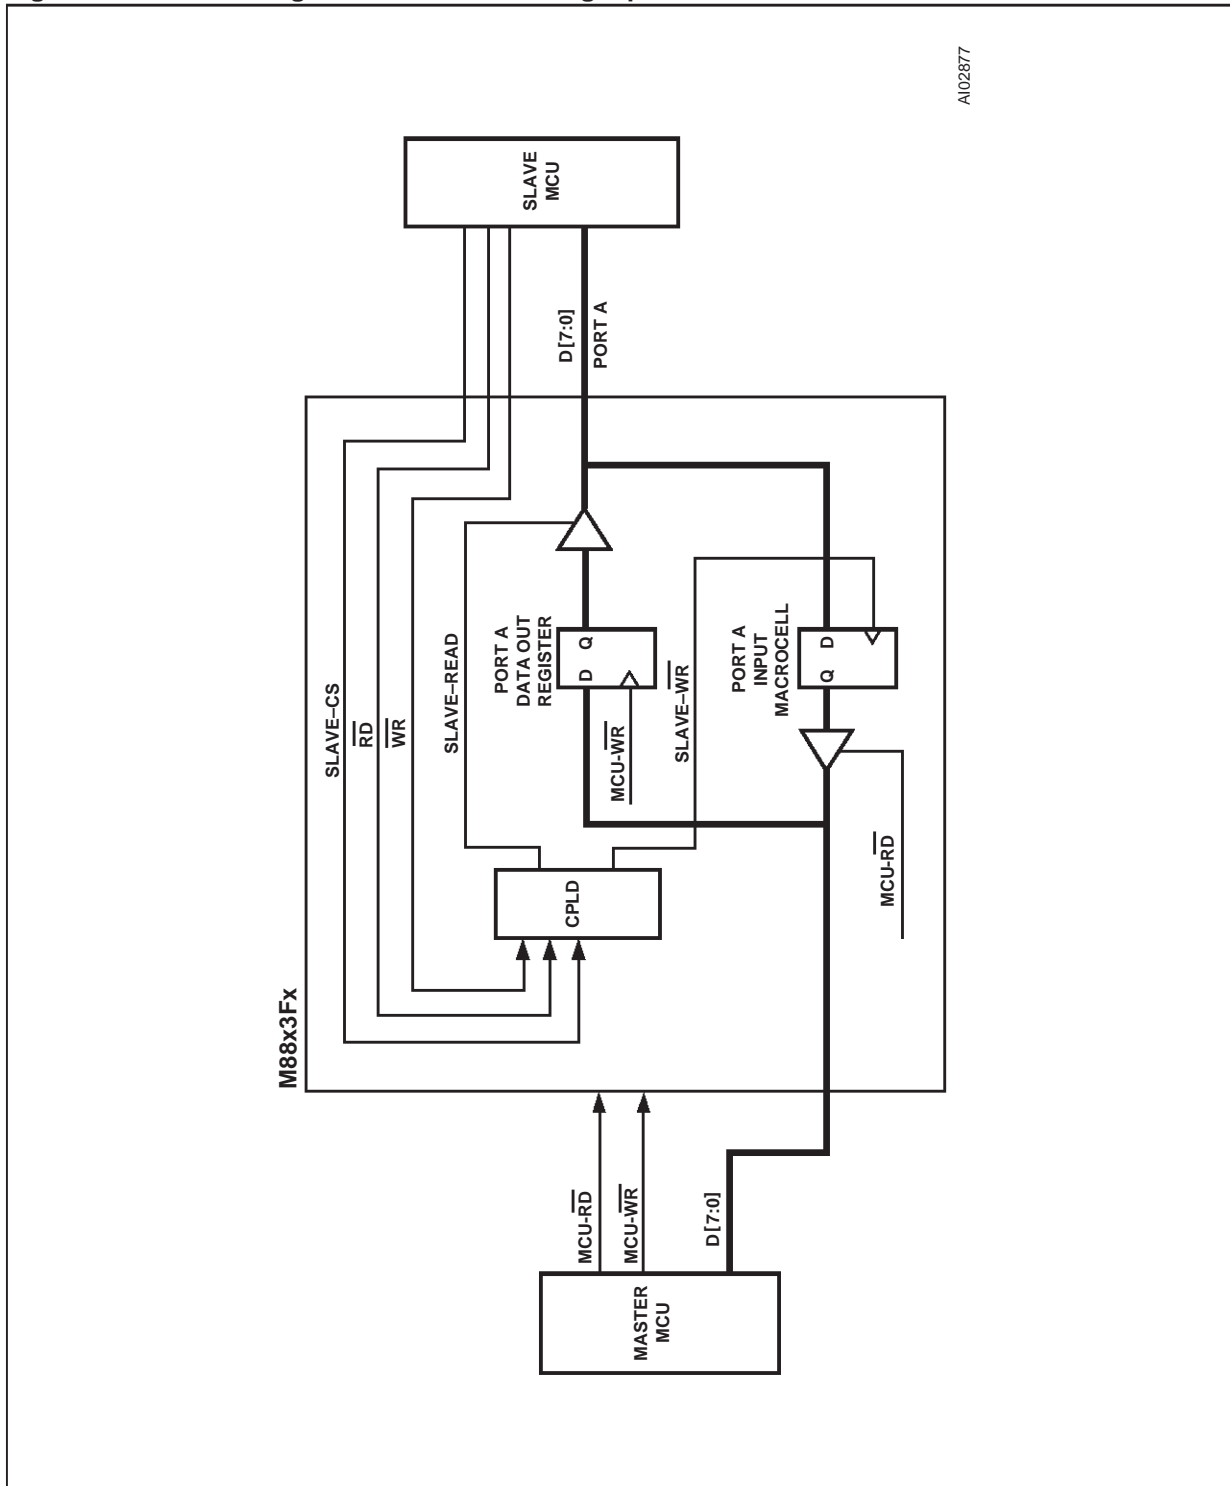 AI02877
SLAVE
MCU
D[7:0]
PORT A
M88x3Fx
SLAVE–CS
RD
WR
SLAVE–READ
PORT A
DATA OUT
REGISTER
D Q
MCU-WR
SLAVE–WR
PORT A
INPUT
MACROCELL
Q D
CPLD
MCU-RD
MCU-RD
MCU-WR
D[7:0]
MASTER
MCU